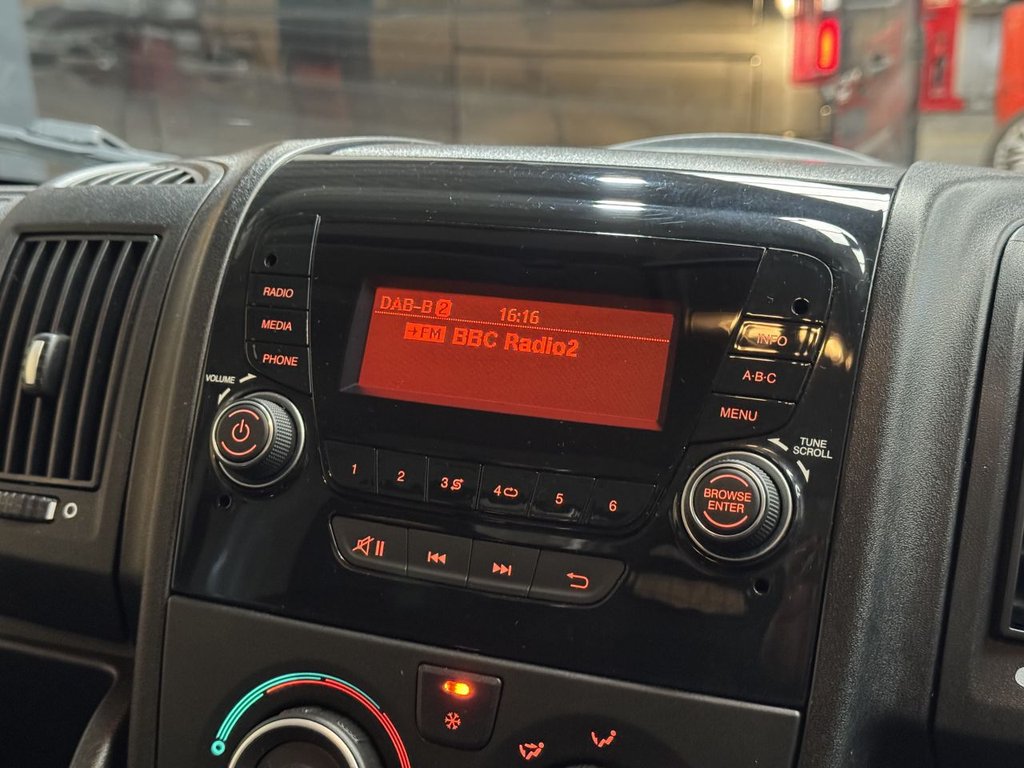 DAB-B 2 16:16
→FM BBC Radio2
RADIO
MEDIA
PHONE
VOLUME
INFO
A·B·C
MENU
TUNE
SCROLL
BROWSE
ENTER
1 2 3 4 5 6